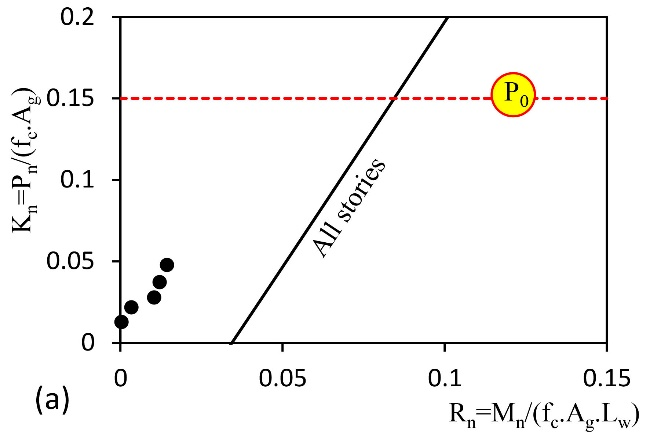 0.2
0.15
0.1
0.05
0
Kn=Pn/(fc.Ag)
P0
All stories
0
0.05
0.1
0.15
(a)
Rn=Mn/(fc.Ag.Lw)